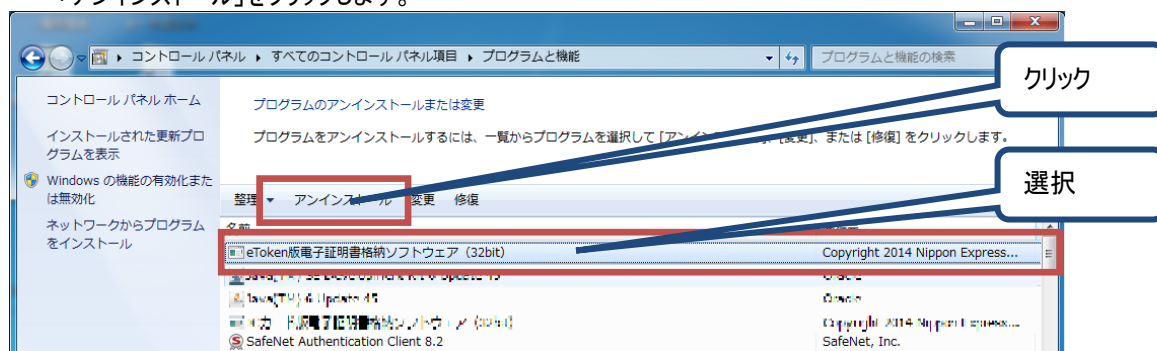 「アンインストール」をクリックします。
コントロール パネル ▸ すべてのコントロール パネル項目 ▸ プログラムと機能
プログラムと機能の検索
クリック
コントロール パネル ホーム
プログラムのアンインストールまたは変更
インストールされた更新プログラムを表示
プログラムをアンインストールするには、一覧からプログラムを選択して [アンインス 、[変更]、または [修復] をクリックします。
Windows の機能の有効化または無効化
選択
整理 アンインストール 変更 修復
ネットワークからプログラムをインストール
名前
eToken版電子証明書格納ソフトウェア（32bit） Copyright 2014 Nippon Express...
Java(TM) 6 Update 45 Oracle
Copyright 2014 Nippon Express...
SafeNet Authentication Client 8.2 SafeNet, Inc.